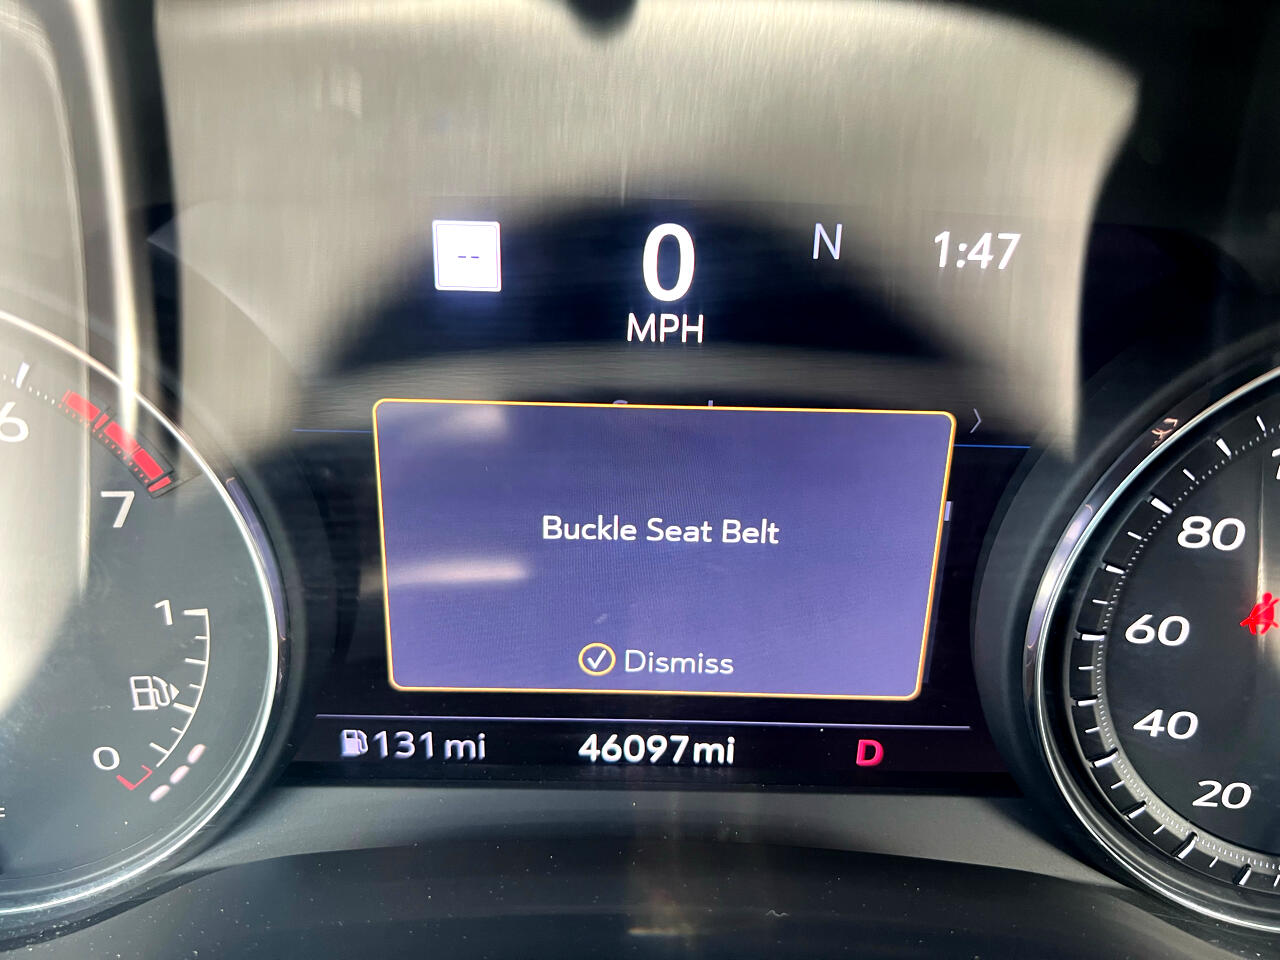 --
0
MPH
N
1:47
6
7
1
0
Buckle Seat Belt
Dismiss
131 mi
46097mi
D
80
60
40
20